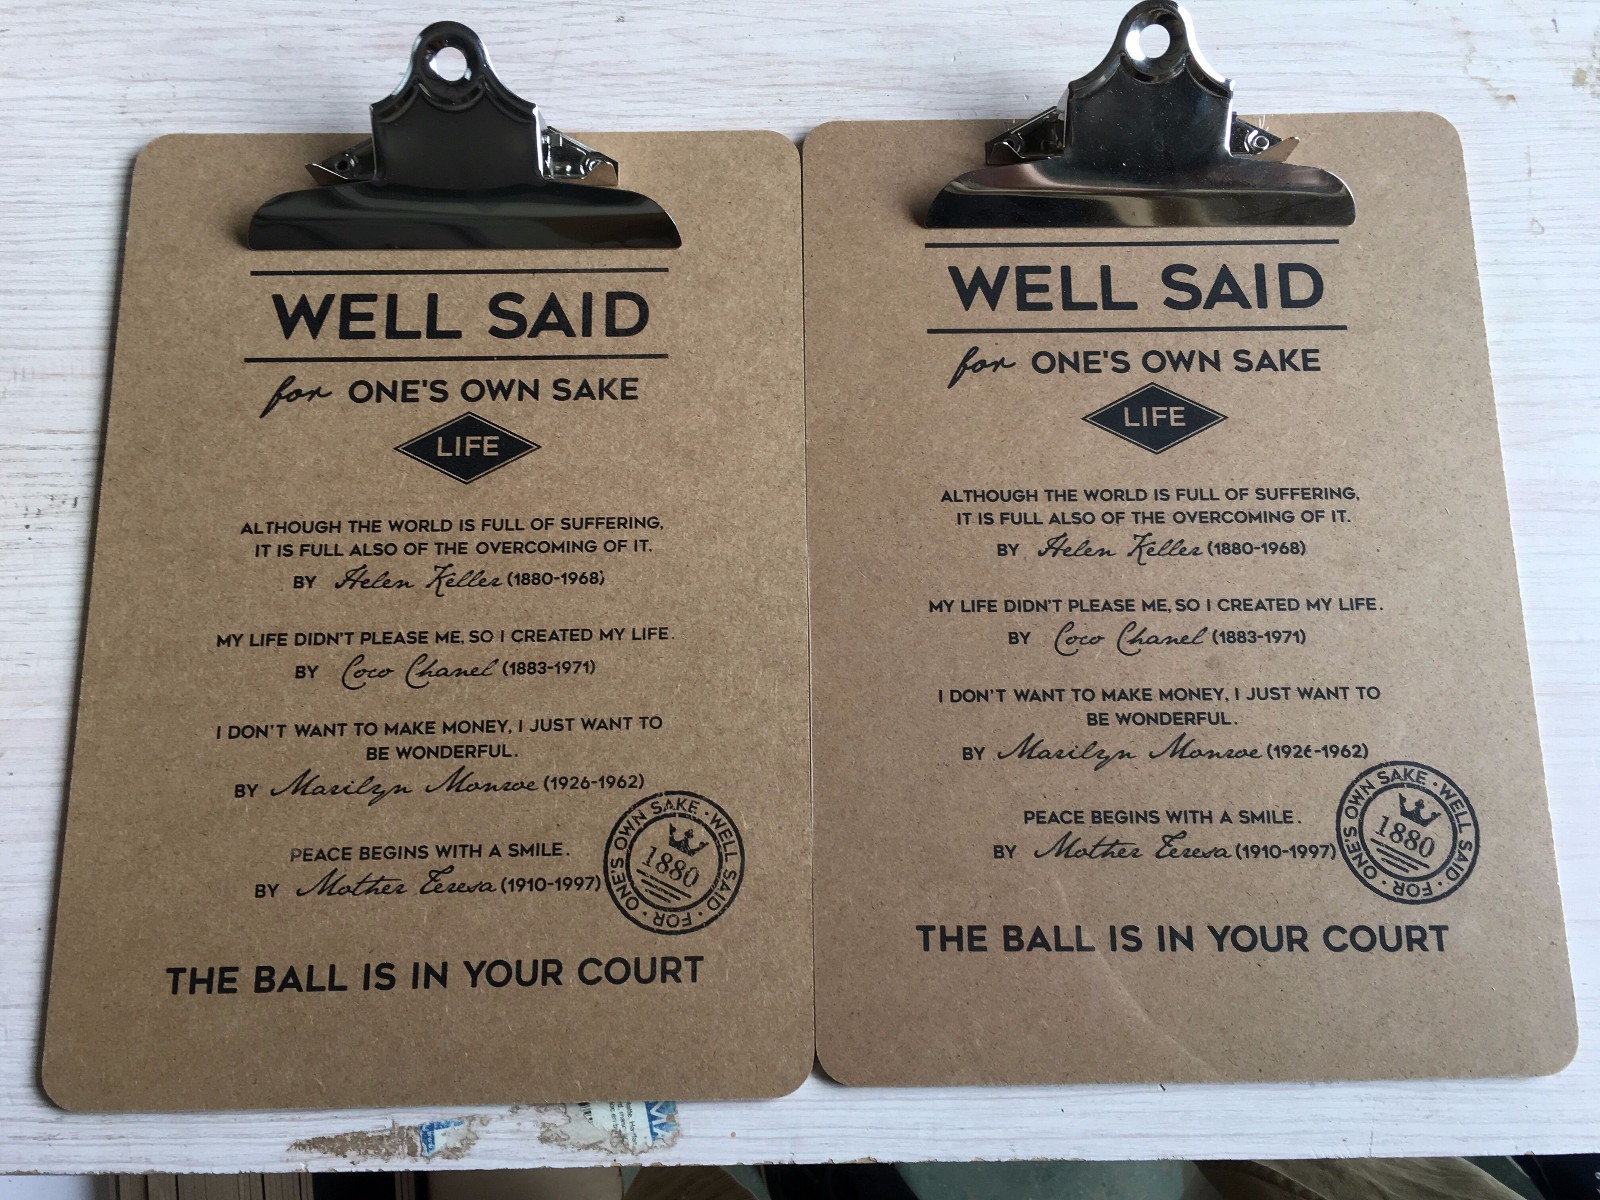 WELL SAID
for ONE'S OWN SAKE
LIFE
ALTHOUGH THE WORLD IS FULL OF SUFFERING,
IT IS FULL ALSO OF THE OVERCOMING OF IT.
BY Helen Keller (1880-1968)
MY LIFE DIDN'T PLEASE ME, SO I CREATED MY LIFE.
BY Coco Chanel (1883-1971)
I DON'T WANT TO MAKE MONEY, I JUST WANT TO
BE WONDERFUL.
BY Marilyn Monroe (1926-1962)
PEACE BEGINS WITH A SMILE.
BY Mother Teresa (1910-1997)
ONE'S OWN SAKE · WELL SAID · FOR ·
1880
THE BALL IS IN YOUR COURT
WELL SAID
for ONE'S OWN SAKE
LIFE
ALTHOUGH THE WORLD IS FULL OF SUFFERING,
IT IS FULL ALSO OF THE OVERCOMING OF IT.
BY Helen Keller (1880-1968)
MY LIFE DIDN'T PLEASE ME, SO I CREATED MY LIFE.
BY Coco Chanel (1883-1971)
I DON'T WANT TO MAKE MONEY, I JUST WANT TO
BE WONDERFUL.
BY Marilyn Monroe (1926-1962)
PEACE BEGINS WITH A SMILE.
BY Mother Teresa (1910-1997)
ONE'S OWN SAKE · WELL SAID · FOR ·
1880
THE BALL IS IN YOUR COURT